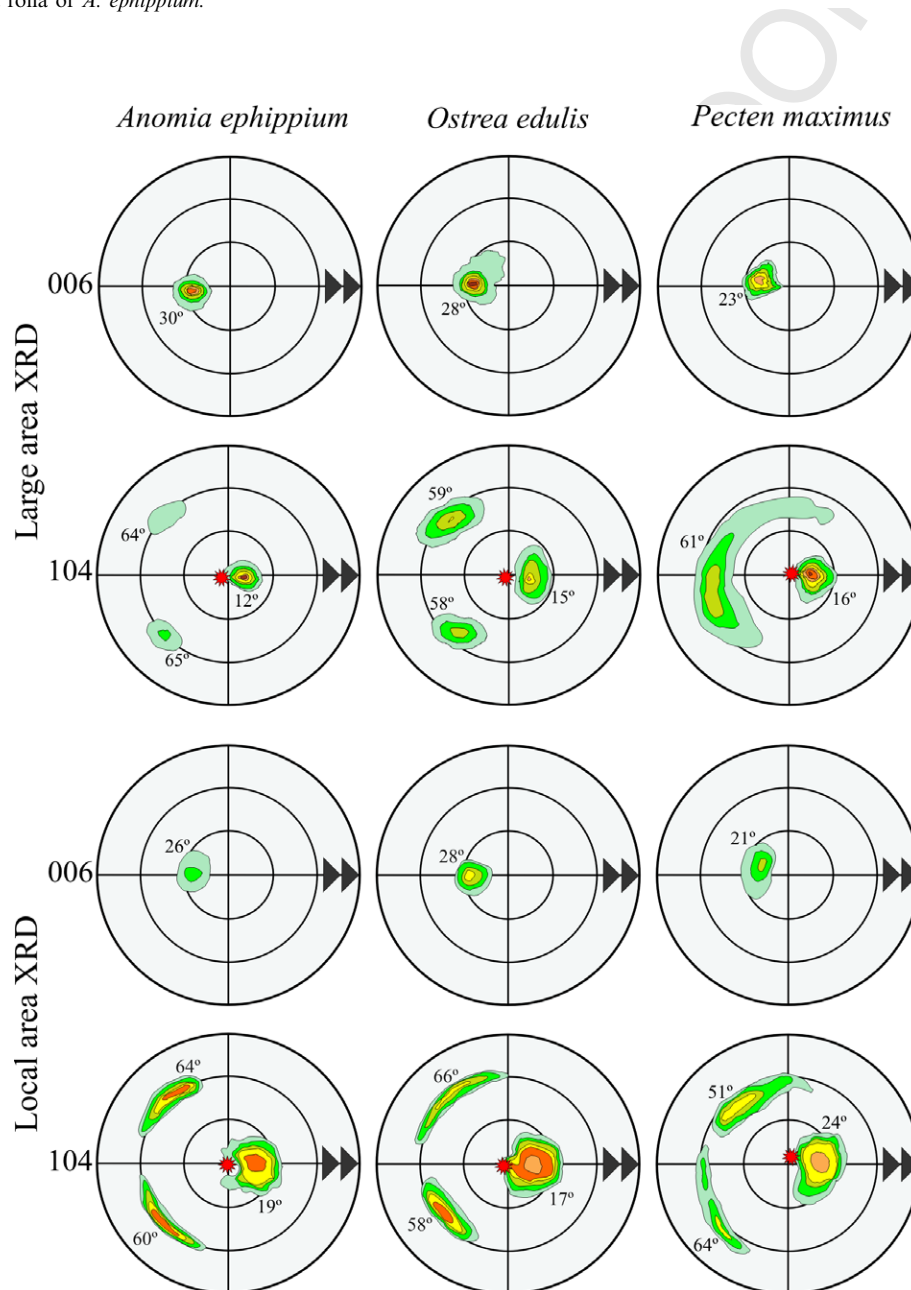 folia of A. ephippium.
Anomia ephippium Ostrea edulis Pecten maximus
Large area XRD
006
30º 28º 23º
104
64º 65º 12º
59º 58º 15º
61º 16º
Local area XRD
006
26º 28º 21º
104
64º 60º 19º
66º 58º 17º
51º 64º 24º